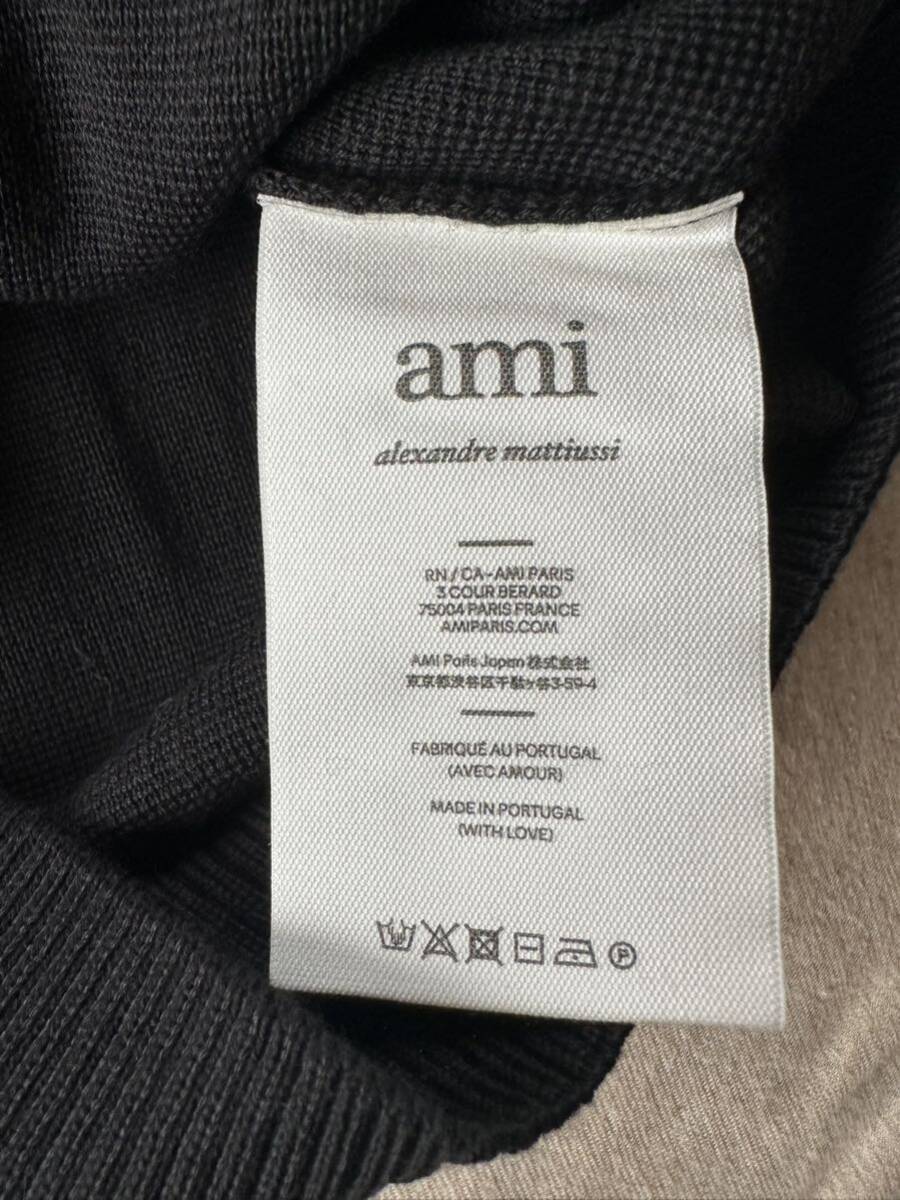 ami
alexandre mattiussi
RN / CA-AMI PARIS
3 COUR BERARD
75004 PARIS FRANCE
AMIPARIS.COM
AMI Paris Japan 株式会社
東京都渋谷区千駄ヶ谷3-59-4
FABRIQUÉ AU PORTUGAL
(AVEC AMOUR)
MADE IN PORTUGAL
(WITH LOVE)
P